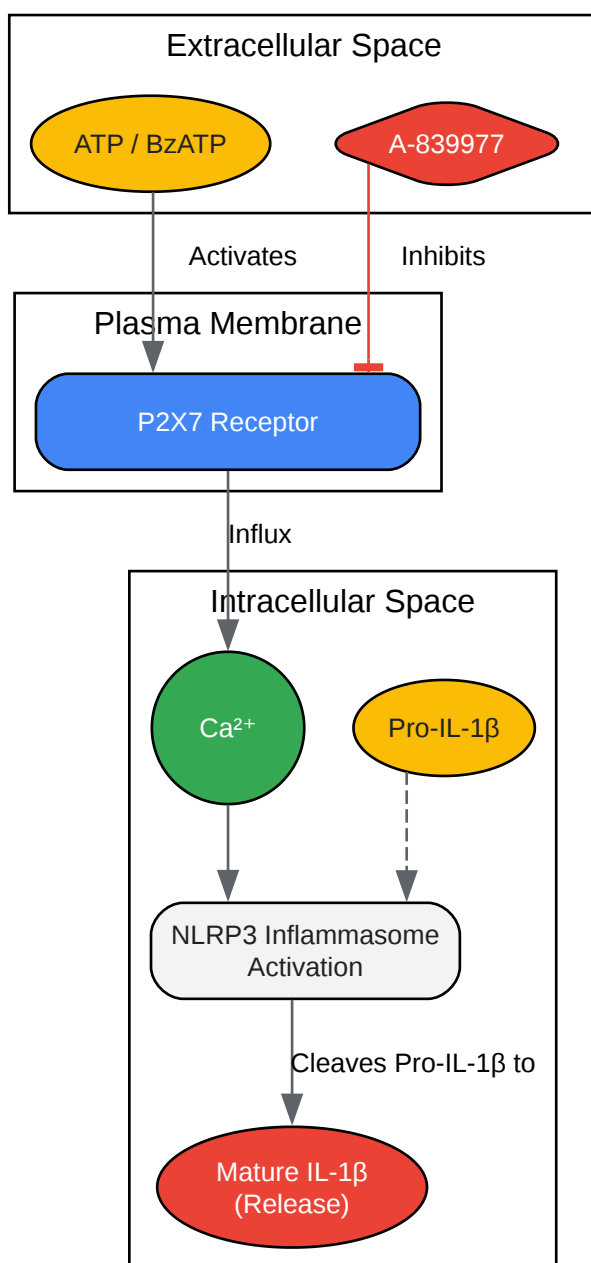 Extracellular Space
ATP / BzATP
A-839977
Activates
Inhibits
Plasma Membrane
P2X7 Receptor
Influx
Intracellular Space
Ca²⁺
Pro-IL-1β
NLRP3 Inflammasome
Activation
Cleaves Pro-IL-1β to
Mature IL-1β
(Release)